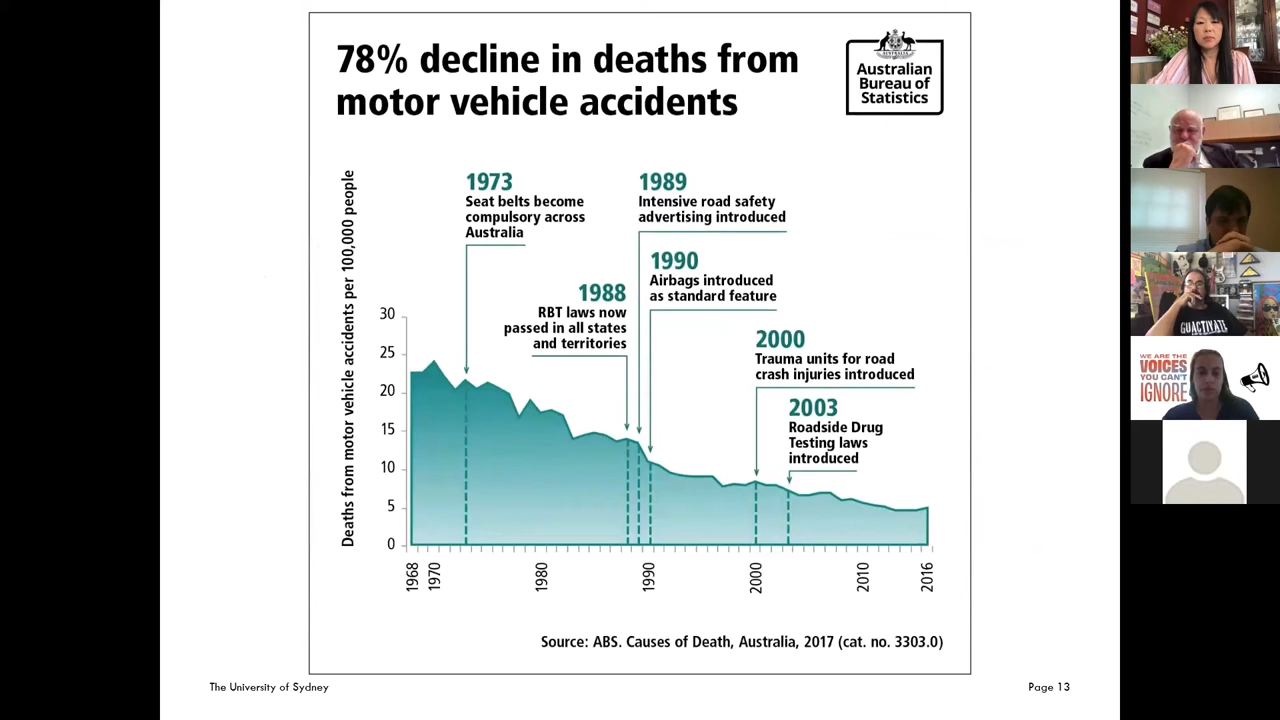 78% decline in deaths from
motor vehicle accidents
Australian
Bureau of
Statistics
Deaths from motor vehicle accidents per 100,000 people
1973
Seat belts become
compulsory across
Australia
1989
Intensive road safety
advertising introduced
1990
Airbags introduced
as standard feature
1988
RBT laws now
passed in all states
and territories
2000
Trauma units for road
crash injuries introduced
2003
Roadside Drug
Testing laws
introduced
30
25
20
15
10
5
0
1968
1970
1980
1990
2000
2010
2016
Source: ABS. Causes of Death, Australia, 2017 (cat. no. 3303.0)
The University of Sydney
Page 13
GUACTIVATE
WE ARE THE
VOICES
YOU CAN'T
IGNORE